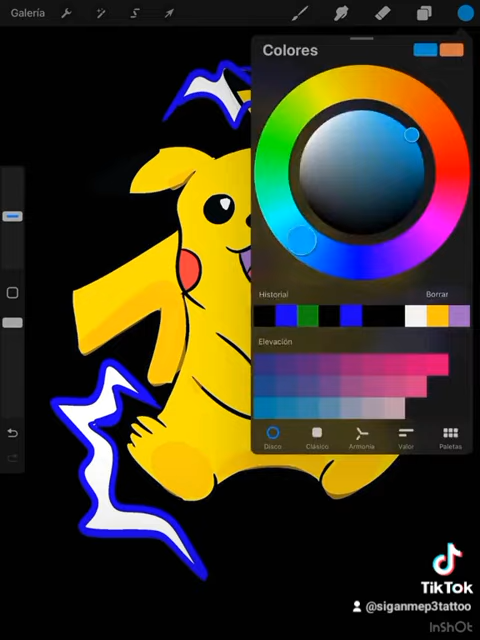 Galería
Colores
Historial
Borrar
Elevación
Disco
Clásico
Armonía
Valor
Paletas
TikTok
@siganmep3tattoo
InShOt